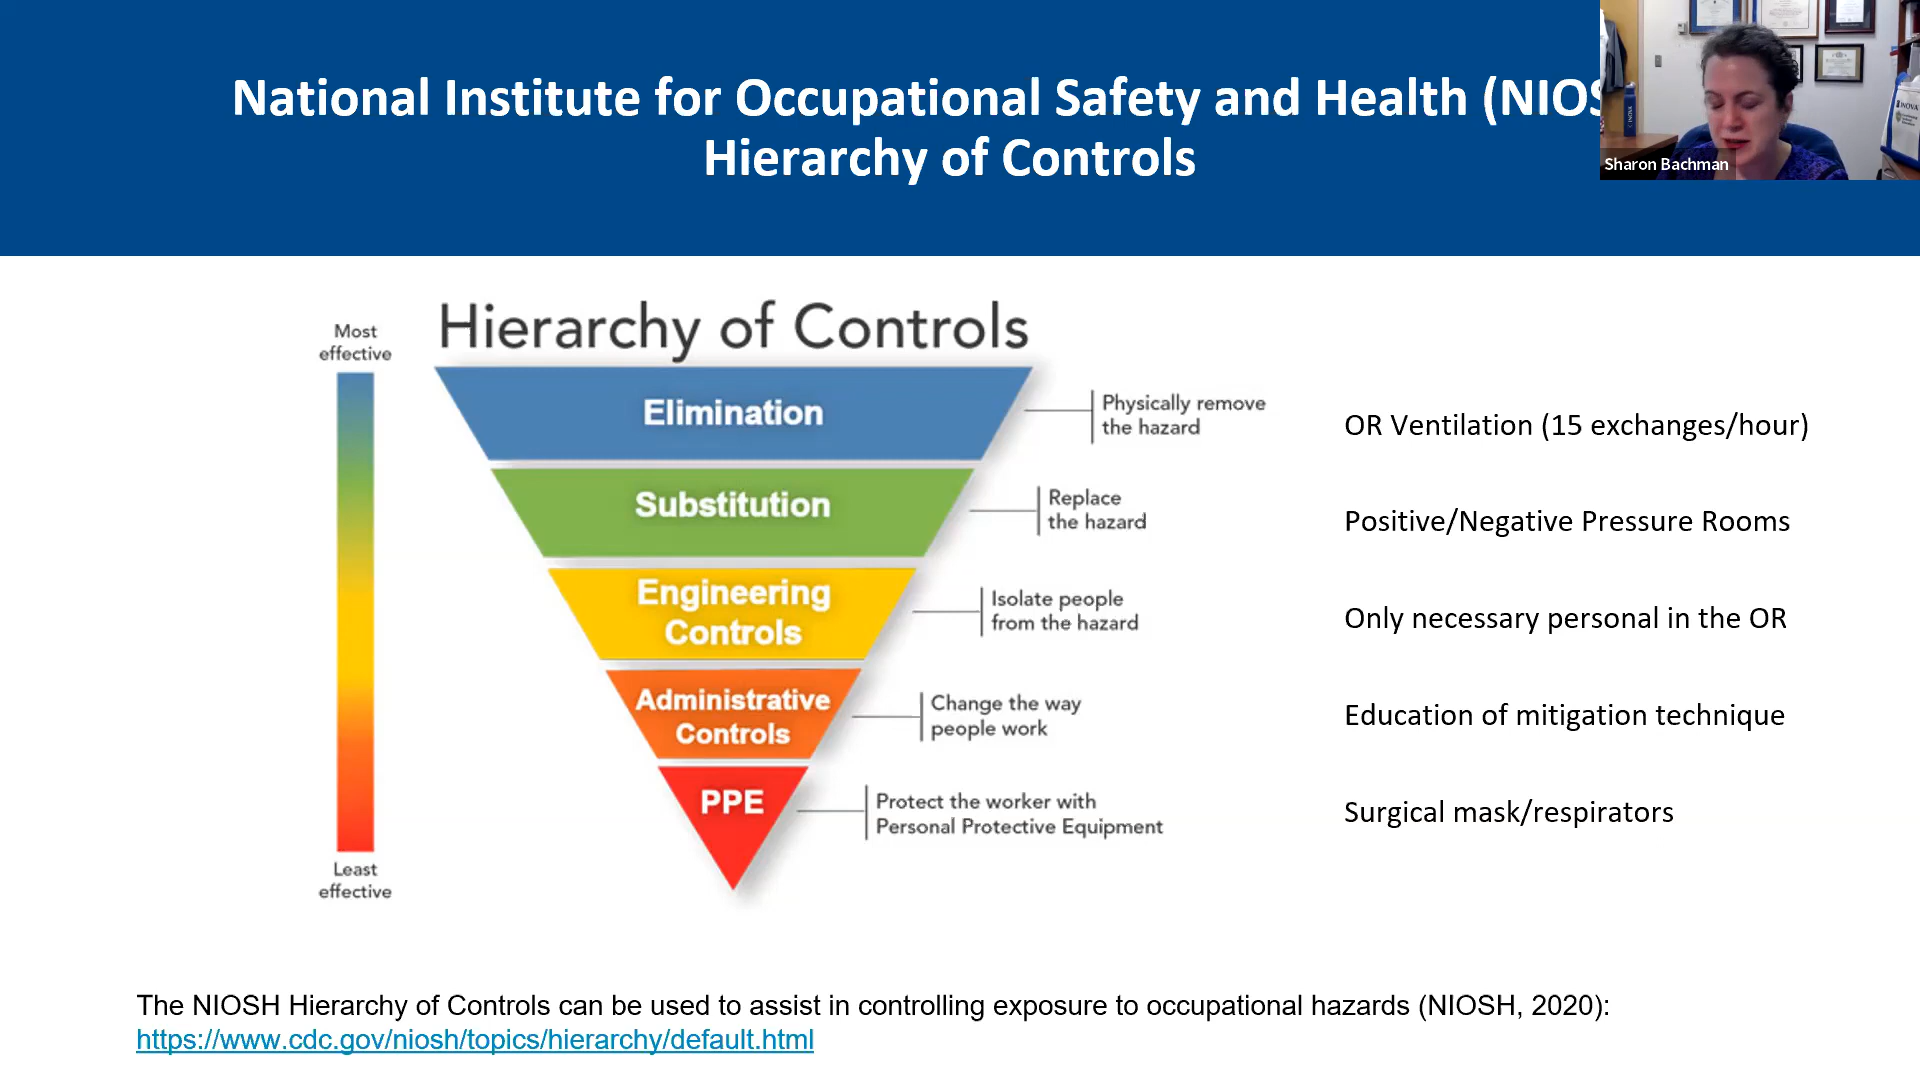 National Institute for Occupational Safety and Health (NIOS
Hierarchy of Controls
INOVA
INOVA
Sharon Bachman
Hierarchy of Controls
Most
effective
Elimination
Physically remove
the hazard
OR Ventilation (15 exchanges/hour)
Substitution
Replace
the hazard
Positive/Negative Pressure Rooms
Engineering
Controls
Isolate people
from the hazard
Only necessary personal in the OR
Administrative
Controls
Change the way
people work
Education of mitigation technique
PPE
Protect the worker with
Personal Protective Equipment
Surgical mask/respirators
Least
effective
The NIOSH Hierarchy of Controls can be used to assist in controlling exposure to occupational hazards (NIOSH, 2020):
https://www.cdc.gov/niosh/topics/hierarchy/default.html